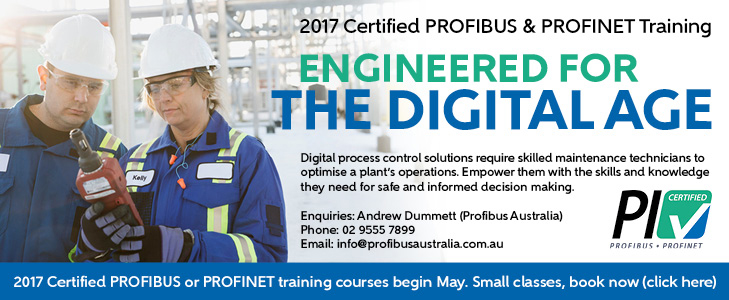 2017 Certified PROFIBUS & PROFINET Training
ENGINEERED FOR
THE DIGITAL AGE
Digital process control solutions require skilled maintenance technicians to
optimise a plant's operations. Empower them with the skills and knowledge
they need for safe and informed decision making.
Enquiries: Andrew Dummett (Profibus Australia)
Phone: 02 9555 7899
Email: info@profibusaustralia.com.au
PI CERTIFIED
PROFIBUS • PROFINET
Kelly
2017 Certified PROFIBUS or PROFINET training courses begin May. Small classes, book now (click here)